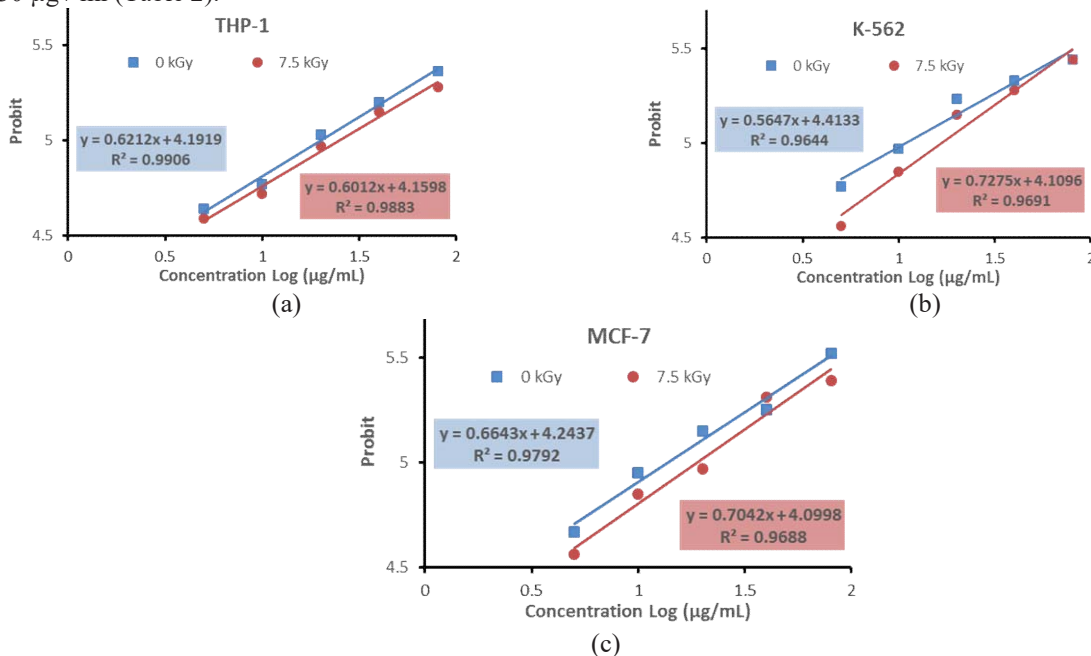 THP-1
0 kGy 7.5 kGy
5.5
5
4.5
Probit
y = 0.6212x + 4.1919
R² = 0.9906
y = 0.6012x + 4.1598
R² = 0.9883
0 0.5 1 1.5 2
Concentration Log (µg/mL)
(a)
K-562
0 kGy 7.5 kGy
5.5
5
4.5
Probit
y = 0.5647x + 4.4133
R² = 0.9644
y = 0.7275x + 4.1096
R² = 0.9691
0 0.5 1 1.5 2
Concentration Log (µg/mL)
(b)
MCF-7
0 kGy 7.5 kGy
5.5
5
4.5
Probit
y = 0.6643x + 4.2437
R² = 0.9792
y = 0.7042x + 4.0998
R² = 0.9688
0 0.5 1 1.5 2
Concentration Log (µg/mL)
(c)